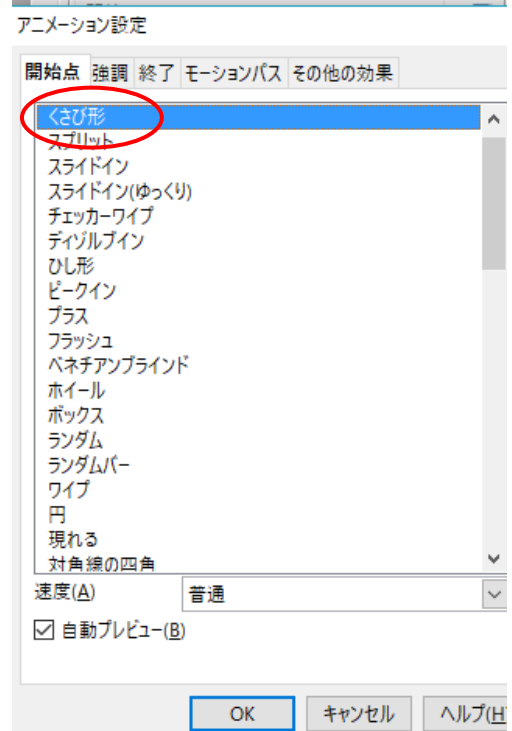 アニメーション設定
開始点 強調 終了 モーションパス その他の効果
くさび形
スプリット
スライドイン
スライドイン(ゆっくり)
チェッカーワイプ
ディゾルブイン
ひし形
ピークイン
プラス
フラッシュ
ベネチアンブラインド
ホイール
ボックス
ランダム
ランダムバー
ワイプ
円
現れる
対角線の四角
速度(A) 普通
自動プレビュー(B)
OK キャンセル ヘルプ(H